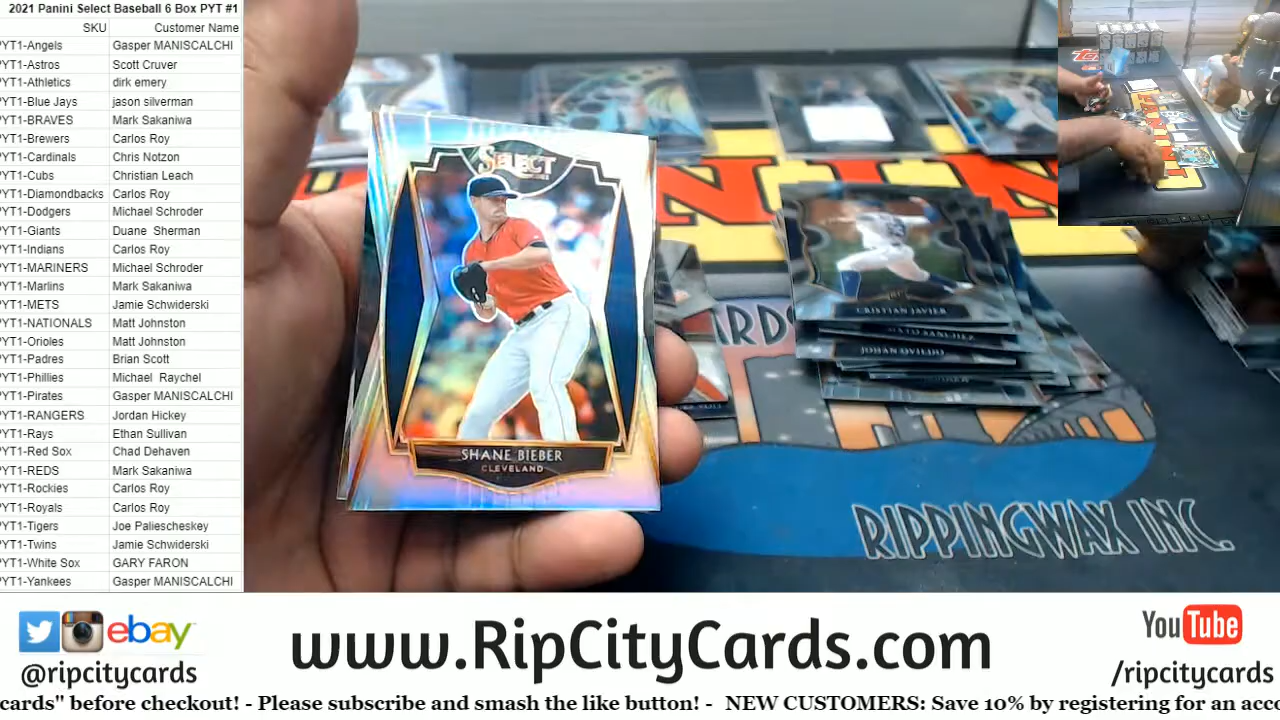 2021 Panini Select Baseball 6 Box PYT #1
SKU Customer Name
PYT1-Angels Gasper MANISCALCHI
PYT1-Astros Scott Cruver
PYT1-Athletics dirk emery
PYT1-Blue Jays jason silverman
PYT1-BRAVES Mark Sakaniwa
PYT1-Brewers Carlos Roy
PYT1-Cardinals Chris Notzon
PYT1-Cubs Christian Leach
PYT1-Diamondbacks Carlos Roy
PYT1-Dodgers Michael Schroder
PYT1-Giants Duane Sherman
PYT1-Indians Carlos Roy
PYT1-MARINERS Michael Schroder
PYT1-Marlins Mark Sakaniwa
PYT1-METS Jamie Schwiderski
PYT1-NATIONALS Matt Johnston
PYT1-Orioles Matt Johnston
PYT1-Padres Brian Scott
PYT1-Phillies Michael Raychel
PYT1-Pirates Gasper MANISCALCHI
PYT1-RANGERS Jordan Hickey
PYT1-Rays Ethan Sullivan
PYT1-Red Sox Chad Dehaven
PYT1-REDS Mark Sakaniwa
PYT1-Rockies Carlos Roy
PYT1-Royals Carlos Roy
PYT1-Tigers Joe Paliescheskey
PYT1-Twins Jamie Schwiderski
PYT1-White Sox GARY FARON
PYT1-Yankees Gasper MANISCALCHI
SELECT
SHANE BIEBER
CLEVELAND
CRISTIAN JAVIER
SIXTO SANCHEZ
JOHAN OVIEDO
RIPPINGWAX INC.
ebay
@ripcitycards
www.RipCityCards.com
YouTube
/ripcitycards
cards" before checkout! - Please subscribe and smash the like button! - NEW CUSTOMERS: Save 10% by registering for an acco